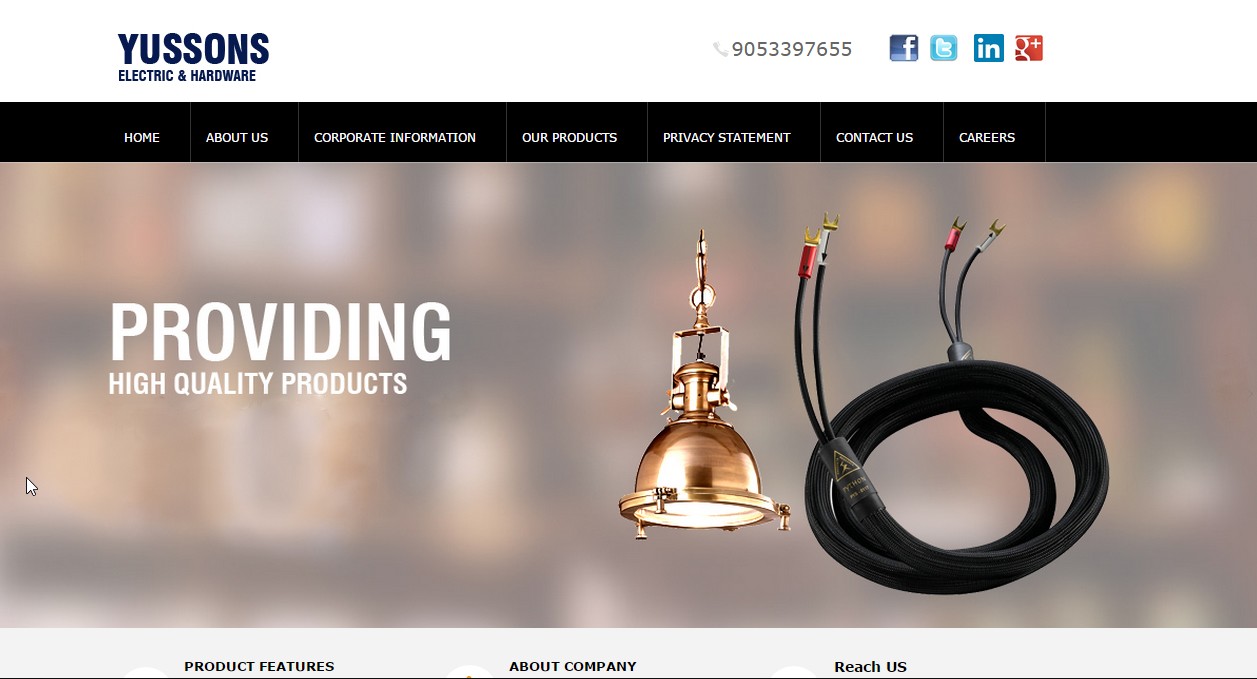 YUSSONS
ELECTRIC & HARDWARE
9053397655
HOME
ABOUT US
CORPORATE INFORMATION
OUR PRODUCTS
PRIVACY STATEMENT
CONTACT US
CAREERS
PROVIDING
HIGH QUALITY PRODUCTS
PRODUCT FEATURES
ABOUT COMPANY
Reach US